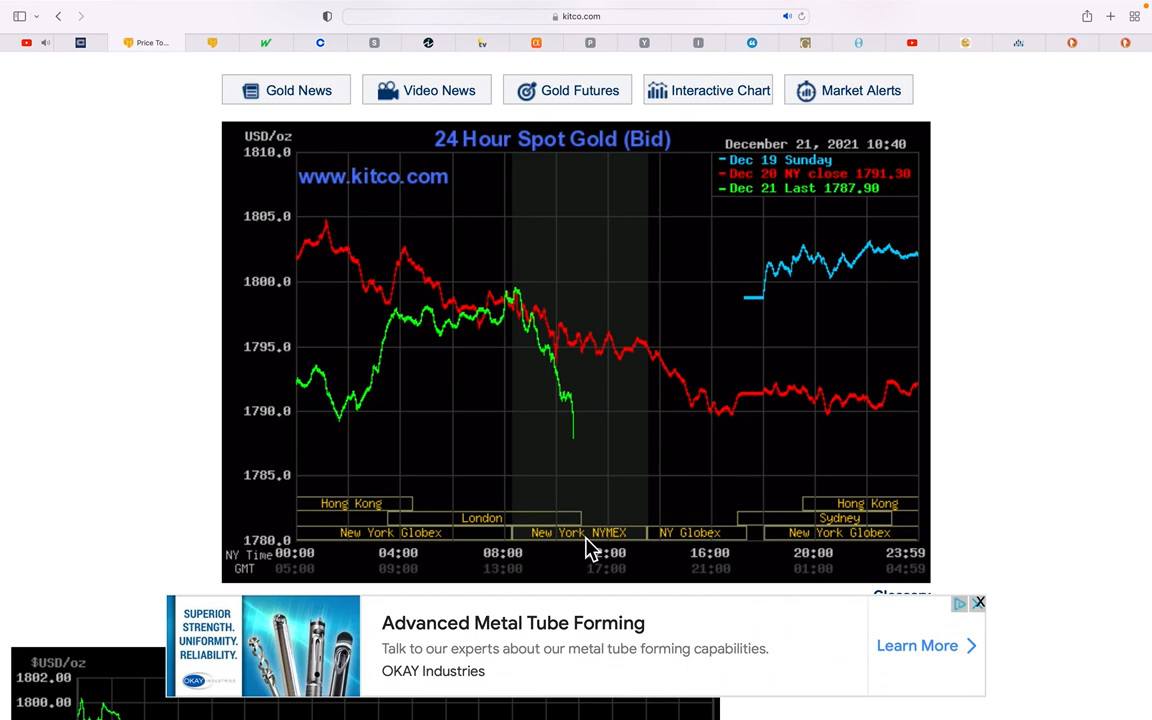 kitco.com
Price To...
S
tv
P
Y
I
Gold News
Video News
Gold Futures
Interactive Chart
Market Alerts
USD/oz
24 Hour Spot Gold (Bid)
December 21, 2021 10:40
1810.0
www.kitco.com
Dec 19 Sunday
Dec 20 NY close 1791.30
Dec 21 Last 1787.90
1805.0
1800.0
1795.0
1790.0
1785.0
Hong Kong
Hong Kong
London
Sydney
New York Globex
New York NYMEX
NY Globex
New York Globex
1780.0
NY Time 00:00 04:00 08:00 12:00 16:00 20:00 23:59
GMT 05:00 09:00 13:00 17:00 21:00 01:00 04:59
Glossary
SUPERIOR
STRENGTH.
UNIFORMITY.
RELIABILITY.
OKAY INDUSTRIES
Advanced Metal Tube Forming
Talk to our experts about our metal tube forming capabilities.
OKAY Industries
Learn More
X
$USD/oz
1802.00
1800.00